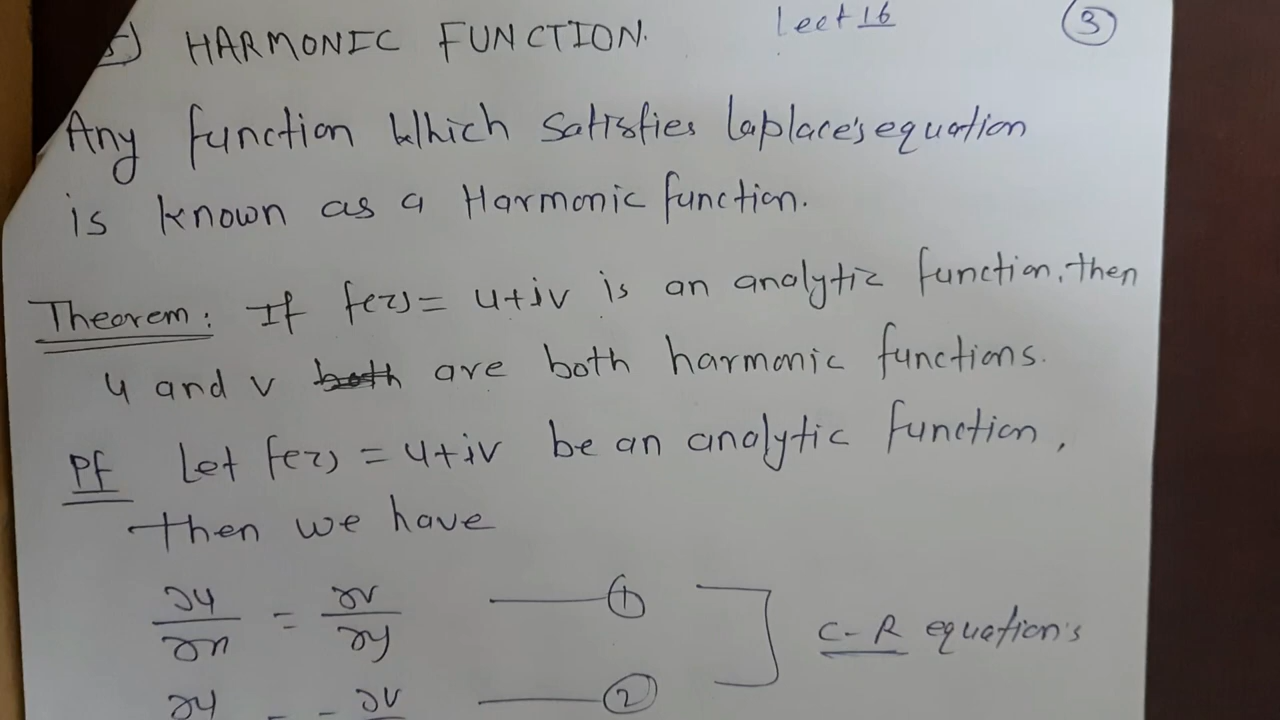 5) HARMONIC FUNCTION. Lect 16 ③
Any function Which satisfies Laplace's equation
is known as a Harmonic function.
Theorem: If f(z) = u+iv is an analytic function, then
u and v both are both harmonic functions.
Pf Let f(z) = u+iv be an analytic function,
then we have
∂u/∂x = ∂v/∂y ——— ① ] C-R equation's
∂u = - ∂v ——— ②